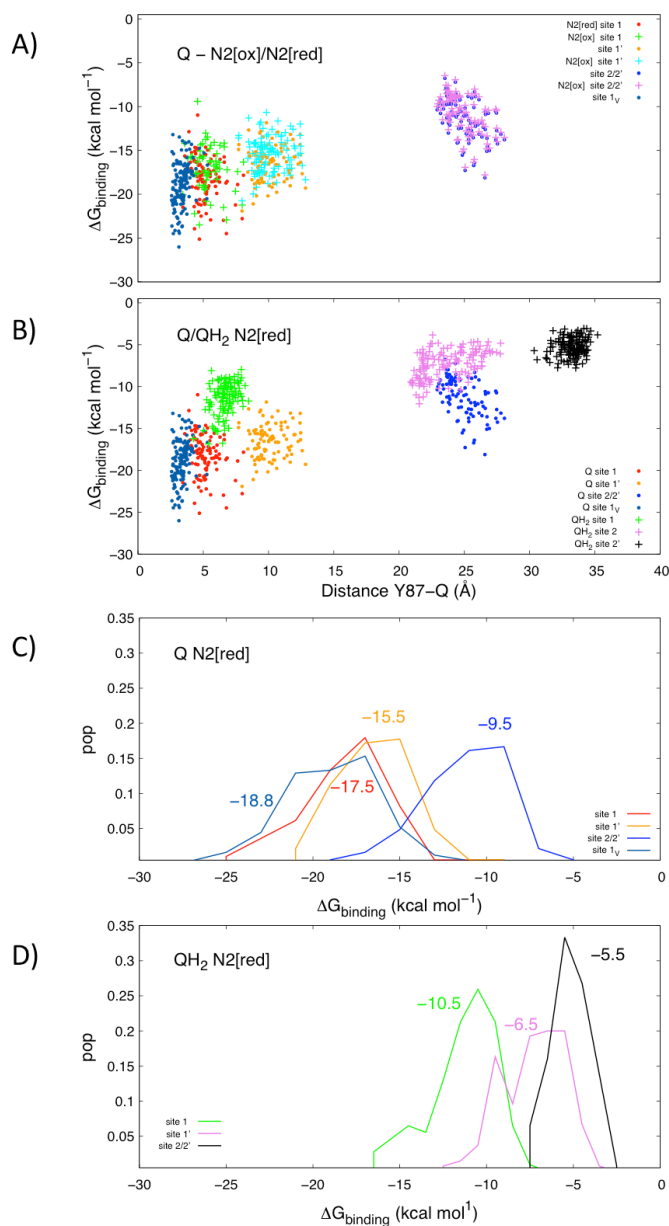 A)
Q – N2[ox]/N2[red]
N2[red] site 1
N2[ox] site 1
site 1'
N2[ox] site 1'
site 2/2'
N2[ox] site 2/2'
site 1V
ΔGbinding (kcal mol−1)
0
−5
−10
−15
−20
−25
−30
B)
Q/QH2 N2[red]
ΔGbinding (kcal mol−1)
0
−5
−10
−15
−20
−25
−30
Q site 1
Q site 1'
Q site 2/2'
Q site 1V
QH2 site 1
QH2 site 2
QH2 site 2'
0 5 10 15 20 25 30 35 40
Distance Y87−Q (Å)
C)
Q N2[red]
pop
0.35
0.3
0.25
0.2
0.15
0.1
0.05
−15.5
−9.5
−18.8
−17.5
site 1
site 1'
site 2/2'
site 1V
−30 −25 −20 −15 −10 −5 0
ΔGbinding (kcal mol−1)
D)
QH2 N2[red]
pop
0.35
0.3
0.25
0.2
0.15
0.1
0.05
−5.5
−10.5
−6.5
site 1
site 1'
site 2/2'
−30 −25 −20 −15 −10 −5 0
ΔGbinding (kcal mol1)